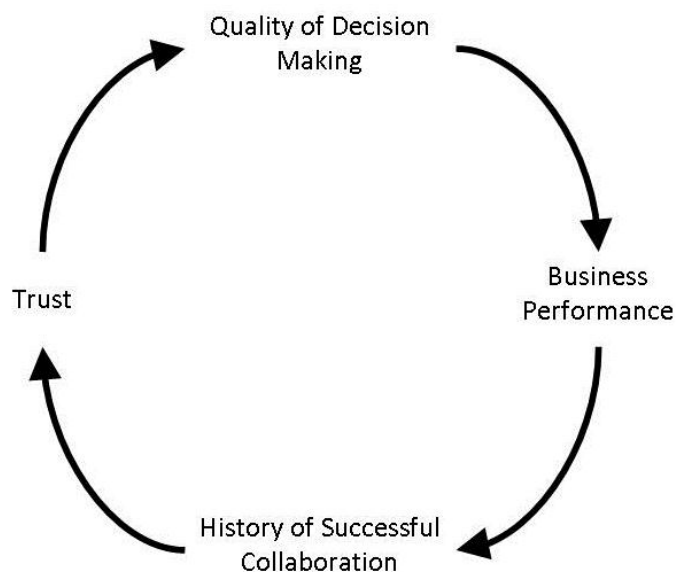 Quality of Decision
Making
Business
Performance
Trust
History of Successful
Collaboration